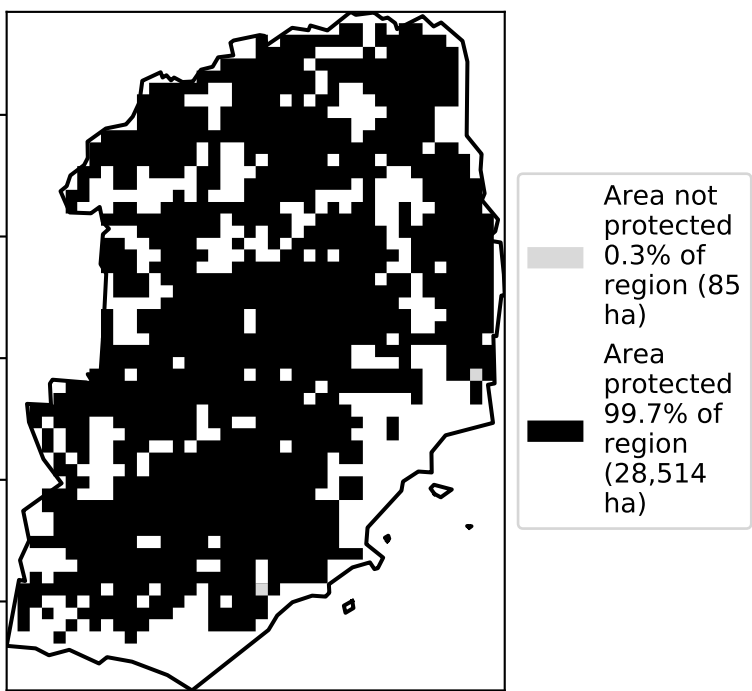 Area not
protected
0.3% of
region (85
ha)
Area
protected
99.7% of
region
(28,514
ha)